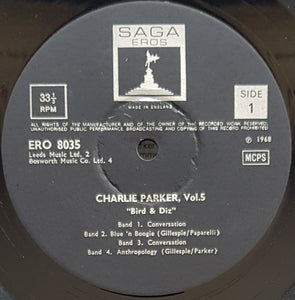 SAGA
EROS
MADE IN ENGLAND
33⅓
RPM
SIDE
1
ALL RIGHTS OF THE MANUFACTURER AND OF THE OWNER OF THE RECORDED WORK RESERVED.
UNAUTHORISED PUBLIC PERFORMANCE, BROADCASTING AND COPYING OF THIS RECORD PROHIBITED.
ERO 8035
℗ 1968
Leeds Music Ltd. 2
Bosworth Music Co. Ltd. 4
MCPS
CHARLIE PARKER, Vol.5
"Bird & Diz"
Band 1. Conversation
Band 2. Blue 'n Boogie (Gillespie/Paparelli)
Band 3. Conversation
Band 4. Anthropology (Gillespie/Parker)